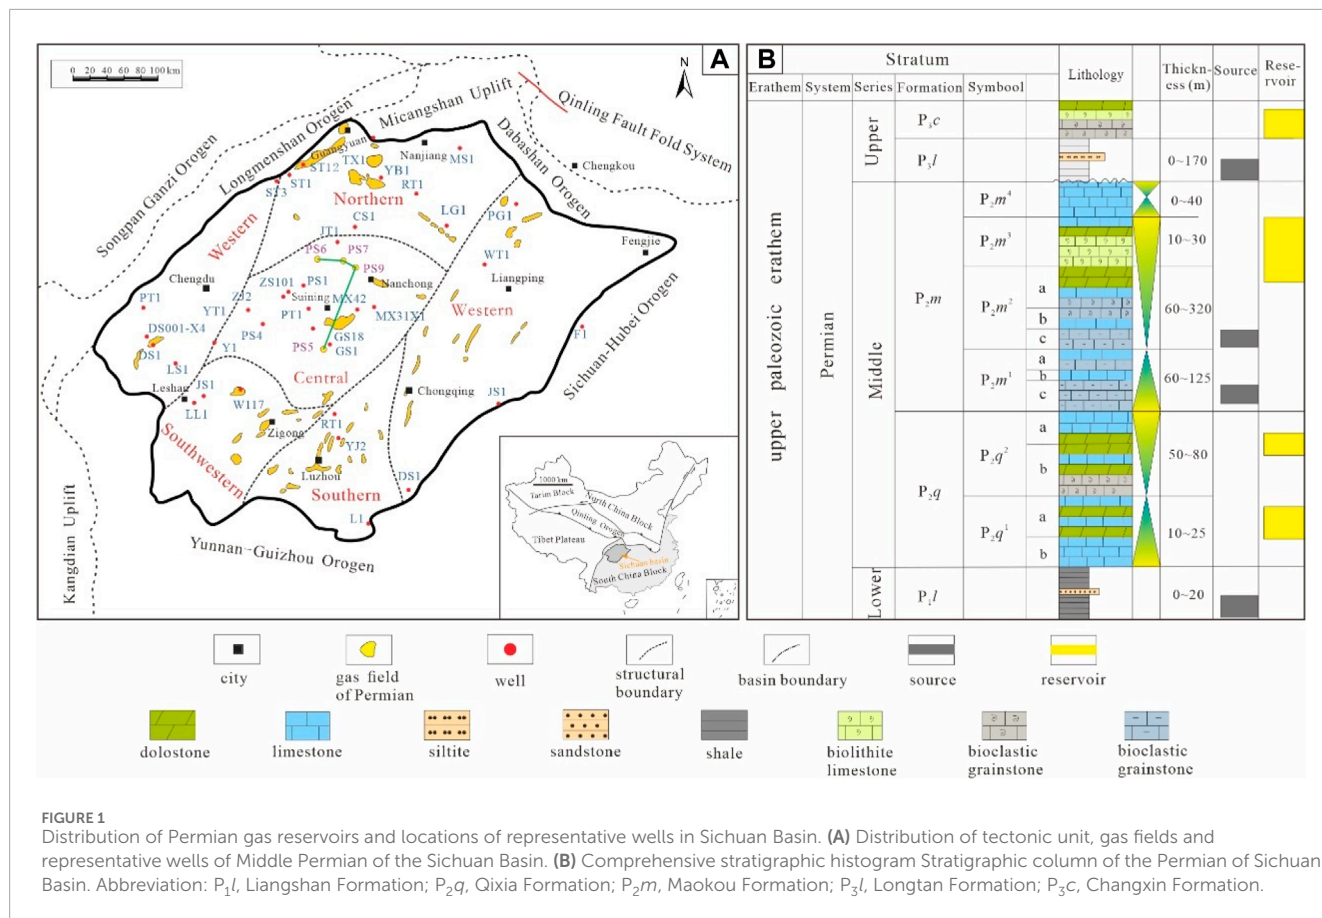 A
0 20 40 60 80 100 km
N
Songpan Ganzi Orogen
Longmenshan Orogen
Micangshan Uplift
Qinling Fault Fold System
Dabashan Orogen
Sichuan-Hubei Orogen
Yunnan-Guizhou Orogen
Kangdian Uplift
Guangyuan
Nanjiang
MS1
Chengkou
ST12
TX1
YB1
ST1
ST3
RT1
Northern
LG1
PG1
CS1
JT1
Western
PS6
PS7
PS9
WT1
Fengjie
Chengdu
ZS101
PS1
Nanchong
Liangping
ZJ2
Suining
MX42
PT1
YT1
PT1
MX31X1
Western
DS001-X4
PS4
GS18
F1
DS1
Y1
PS5
GS1
LS1
Central
Leshan
JS1
Chongqing
JS1
LL1
W117
RT1
Zigong
YJ2
Southwestern
Luzhou
DS1
Southern
L1
1000 km
Tarim Block
North China Block
Qinling Orogen
Tibet Plateau
Sichuan basin
South China Block
B
Stratum
Lithology
Thickn-
ess (m)
Source
Rese-
rvoir
Erathem System Series Formation Symbool
upper paleozoic erathem
Permian
Upper
Middle
Lower
P₃c
P₃l 0~170
P₂m⁴ 0~40
P₂m³ 10~30
P₂m
P₂m² a b c 60~320
P₂m¹ a b c 60~125
P₂q
P₂q² a b 50~80
P₂q¹ a b 10~25
P₁l 0~20
city
gas field
of Permian
well
structural
boundary
basin boundary
source
reservoir
dolostone
limestone
siltite
sandstone
shale
biolithite
limestone
bioclastic
grainstone
bioclastic
grainstone
FIGURE 1
Distribution of Permian gas reservoirs and locations of representative wells in Sichuan Basin. (A) Distribution of tectonic unit, gas fields and
representative wells of Middle Permian of the Sichuan Basin. (B) Comprehensive stratigraphic histogram Stratigraphic column of the Permian of Sichuan
Basin. Abbreviation: P₁l, Liangshan Formation; P₂q, Qixia Formation; P₂m, Maokou Formation; P₃l, Longtan Formation; P₃c, Changxin Formation.